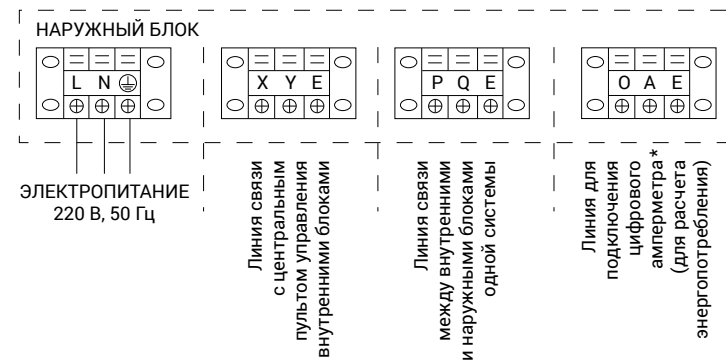 НАРУЖНЫЙ БЛОК
L N
X Y E
P Q E
O A E
ЭЛЕКТРОПИТАНИЕ
220 В, 50 Гц
Линия связи
с центральным
пультом управления
внутренними блоками
Линия связи
между внутренними
и наружными блоками
одной системы
Линия для
подключения
цифрового
амперметра*
(для расчета
энергопотребления)